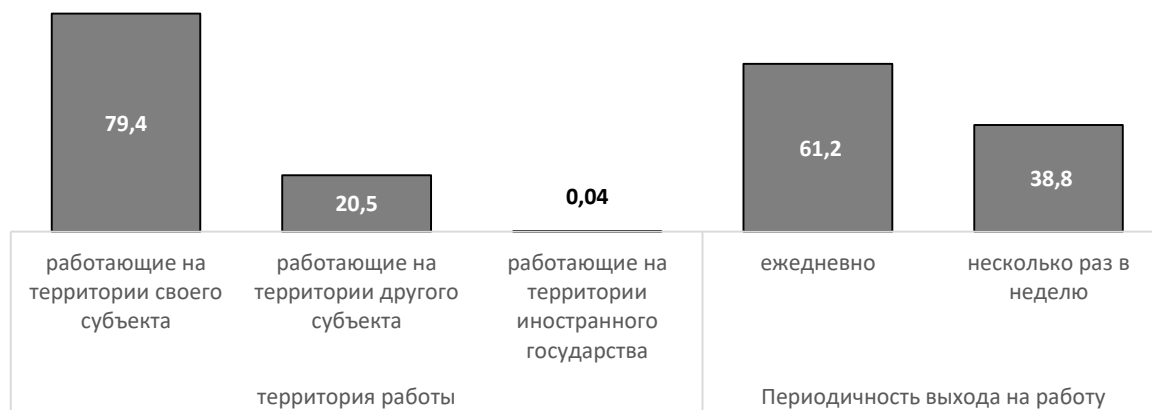 79,4
20,5
0,04
61,2
38,8
работающие на
территории своего
субъекта
работающие на
территории другого
субъекта
работающие на
территории
иностранного
государства
ежедневно
несколько раз в
неделю
территория работы
Периодичность выхода на работу